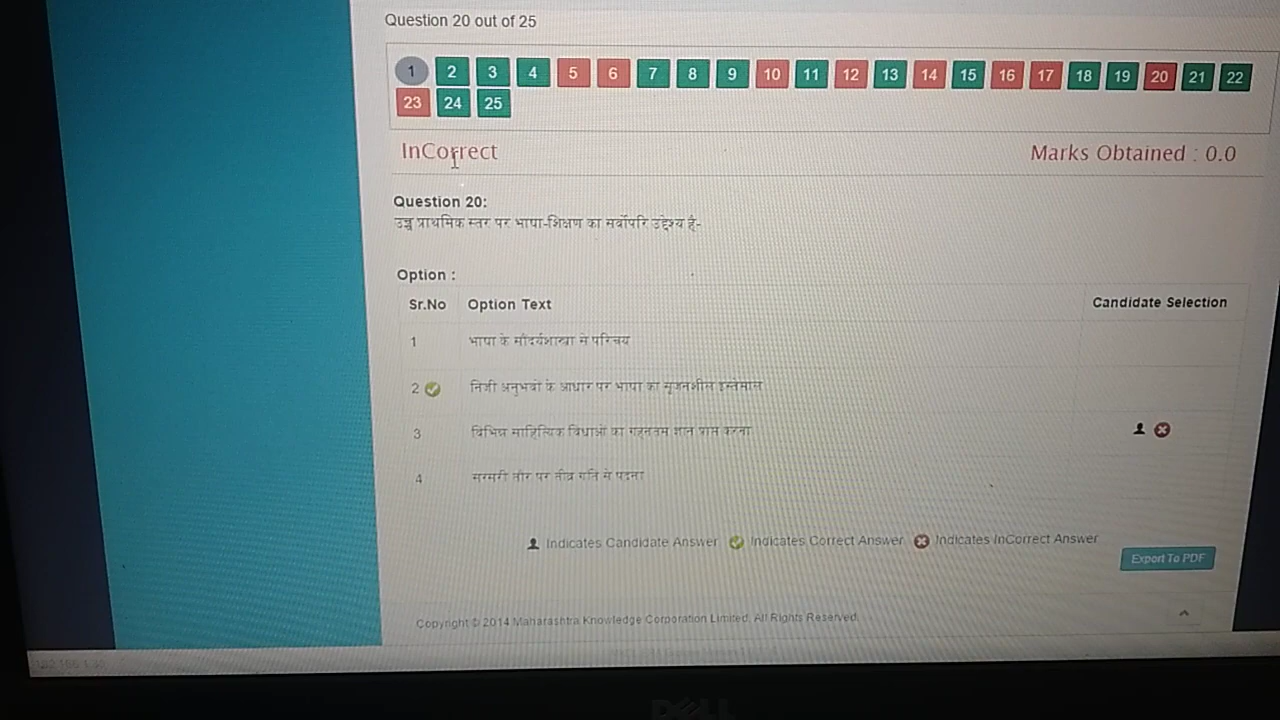 Question 20 out of 25
1 2 3 4 5 6 7 8 9 10 11 12 13 14 15 16 17 18 19 20 21 22
23 24 25
InCorrect Marks Obtained : 0.0
Question 20:
उच्च प्राथमिक स्तर पर भाषा-शिक्षण का सर्वोपरि उद्देश्य है-
Option :
Sr.No Option Text Candidate Selection
1 भाषा के सौंदर्यशास्त्र से परिचय
2 निजी अनुभवों के आधार पर भाषा का सृजनशील इस्तेमाल
3 विभिन्न साहित्यिक विधाओं का गहनतम ज्ञान प्राप्त करना
4 सरसरी तौर पर तीव्र गति से पढ़ना
Indicates Candidate Answer Indicates Correct Answer Indicates InCorrect Answer
Export To PDF
Copyright © 2014 Maharashtra Knowledge Corporation Limited. All Rights Reserved.
DELL